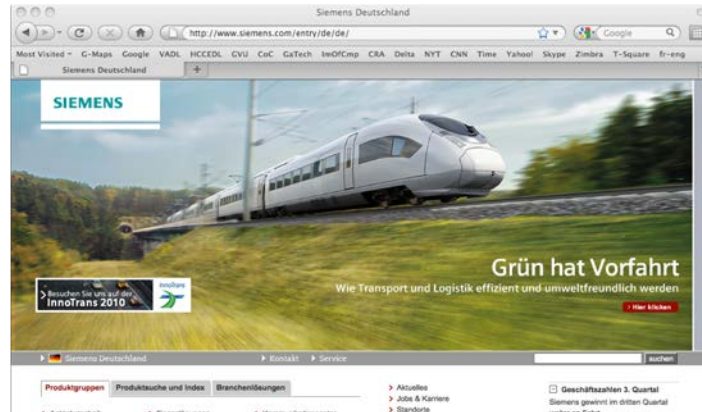 Siemens Deutschland
http://www.siemens.com/entry/de/de/
Google
Most Visited G-Maps Google VADL HCCEDL GVU CoC GaTech ImOfCmp CRA Delta NYT CNN Time Yahoo! Skype Zimbra T-Square fr-eng
Siemens Deutschland +
SIEMENS
Grün hat Vorfahrt
Wie Transport und Logistik effizient und umweltfreundlich werden
> Hier klicken
> Besuchen Sie uns auf der
InnoTrans 2010
InnoTrans
Siemens Deutschland
Kontakt
Service
suchen
Produktgruppen Produktsuche und Index Branchenlösungen
> Aktuelles
> Jobs & Karriere
> Standorte
Geschäftszahlen 3. Quartal
Siemens gewinnt im dritten Quartal